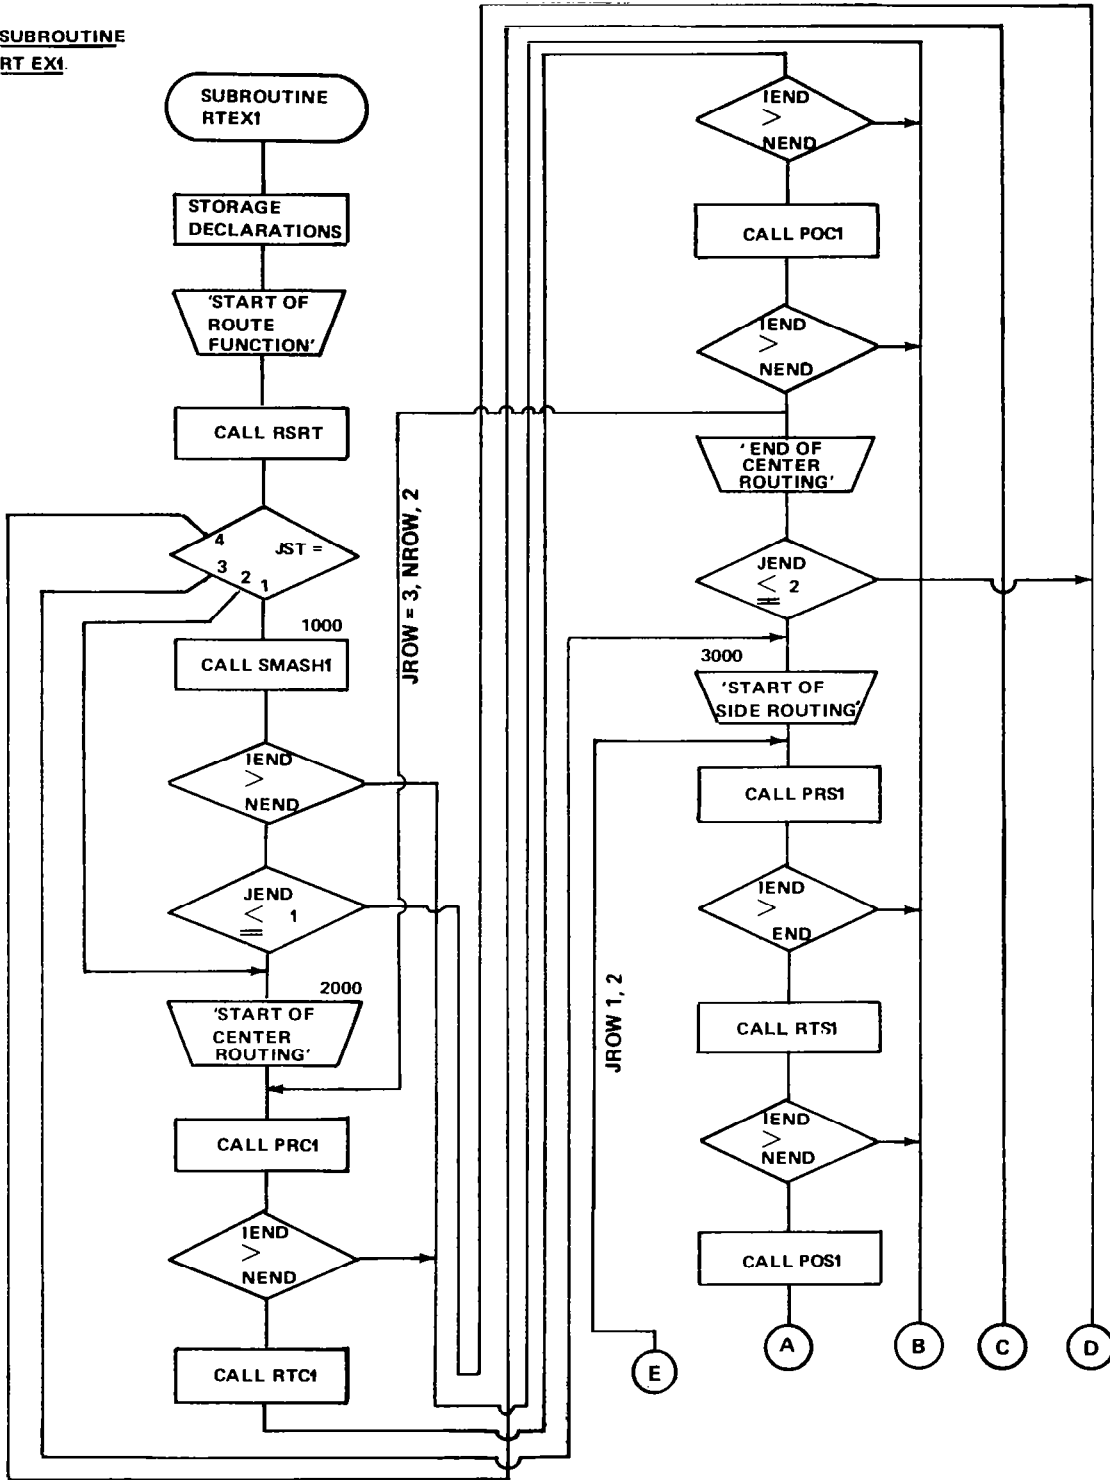 SUBROUTINE
RT EX1.
SUBROUTINE
RTEX1
STORAGE
DECLARATIONS
'START OF
ROUTE
FUNCTION'
CALL RSRT
4
3
2
1
JST =
1000
CALL SMASH1
IEND
>
NEND
JEND
≤ 1
2000
'START OF
CENTER
ROUTING'
CALL PRC1
IEND
>
NEND
CALL RTC1
JROW = 3, NROW, 2
IEND
>
NEND
CALL POC1
IEND
>
NEND
'END OF
CENTER
ROUTING'
JEND
≤ 2
3000
'START OF
SIDE ROUTING'
CALL PRS1
IEND
>
END
CALL RTS1
IEND
>
NEND
CALL POS1
JROW 1, 2
E
A
B
C
D